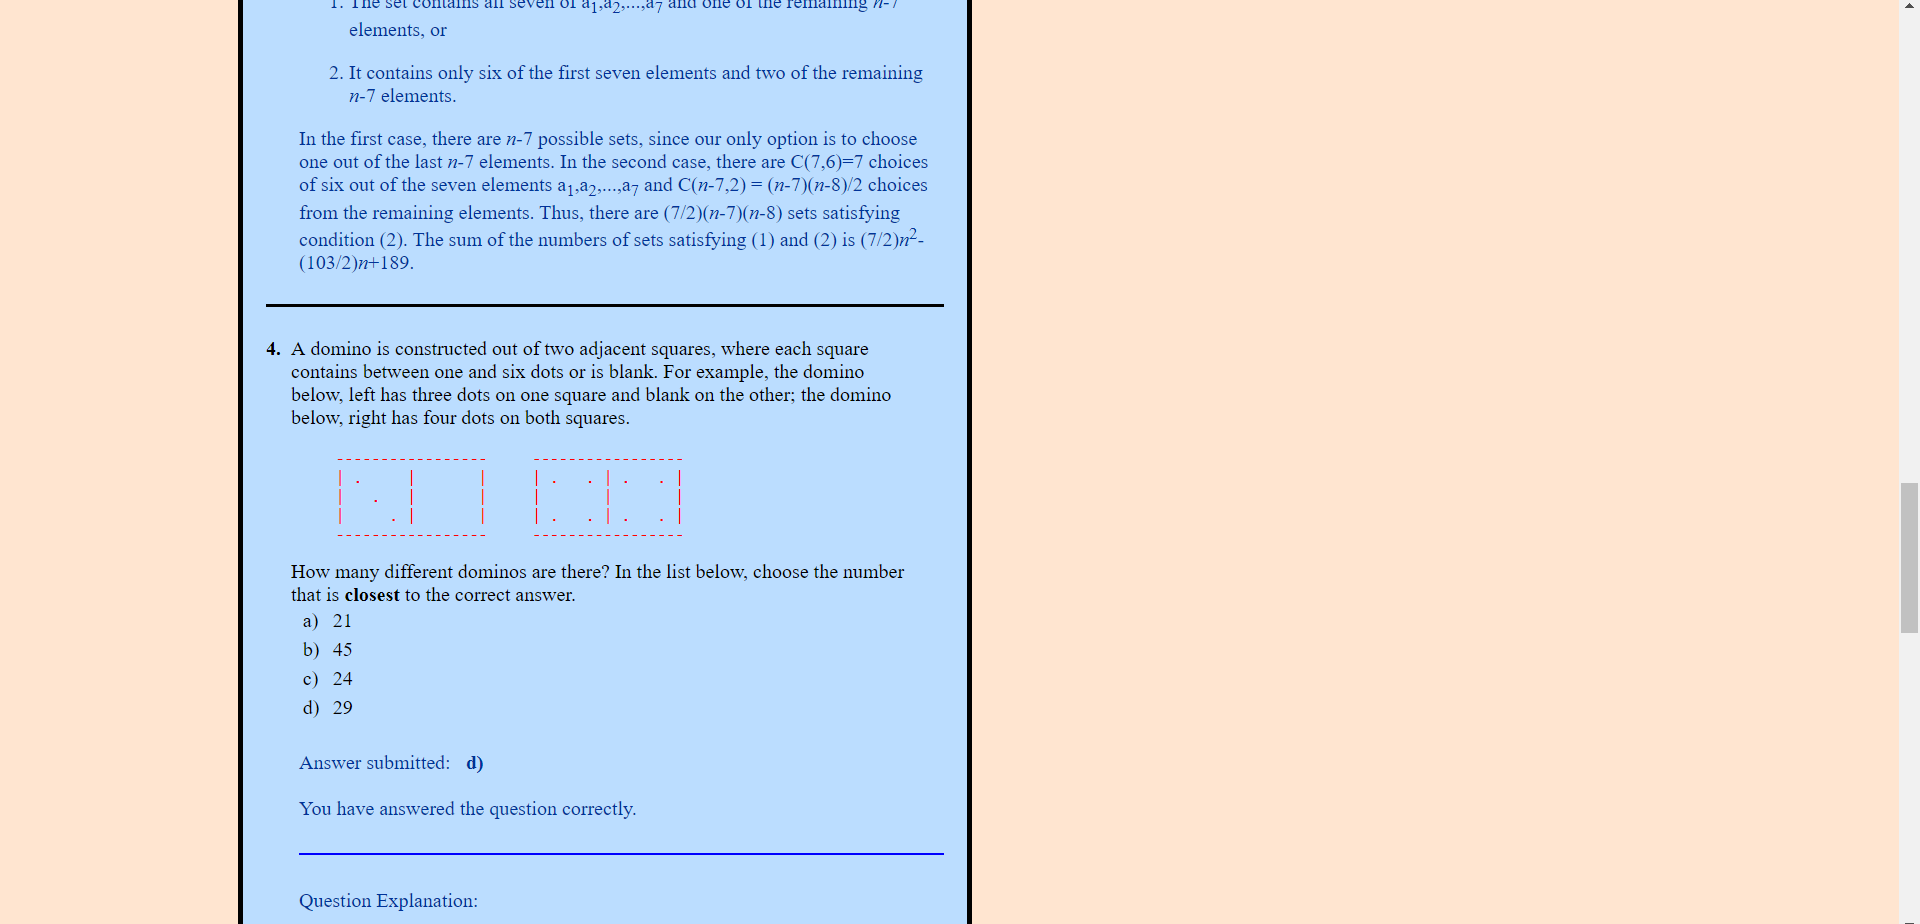 1. The set contains all seven of a1,a2,...,a7 and one of the remaining n-7
elements, or
2. It contains only six of the first seven elements and two of the remaining
n-7 elements.
In the first case, there are n-7 possible sets, since our only option is to choose
one out of the last n-7 elements. In the second case, there are C(7,6)=7 choices
of six out of the seven elements a1,a2,...,a7 and C(n-7,2) = (n-7)(n-8)/2 choices
from the remaining elements. Thus, there are (7/2)(n-7)(n-8) sets satisfying
condition (2). The sum of the numbers of sets satisfying (1) and (2) is (7/2)n2-
(103/2)n+189.
4. A domino is constructed out of two adjacent squares, where each square
contains between one and six dots or is blank. For example, the domino
below, left has three dots on one square and blank on the other; the domino
below, right has four dots on both squares.
How many different dominos are there? In the list below, choose the number
that is closest to the correct answer.
a) 21
b) 45
c) 24
d) 29
Answer submitted: d)
You have answered the question correctly.
Question Explanation: